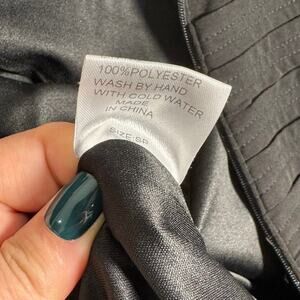 100%POLYESTER
WASH BY HAND
WITH COLD WATER
MADE
IN CHINA
SIZE:SP